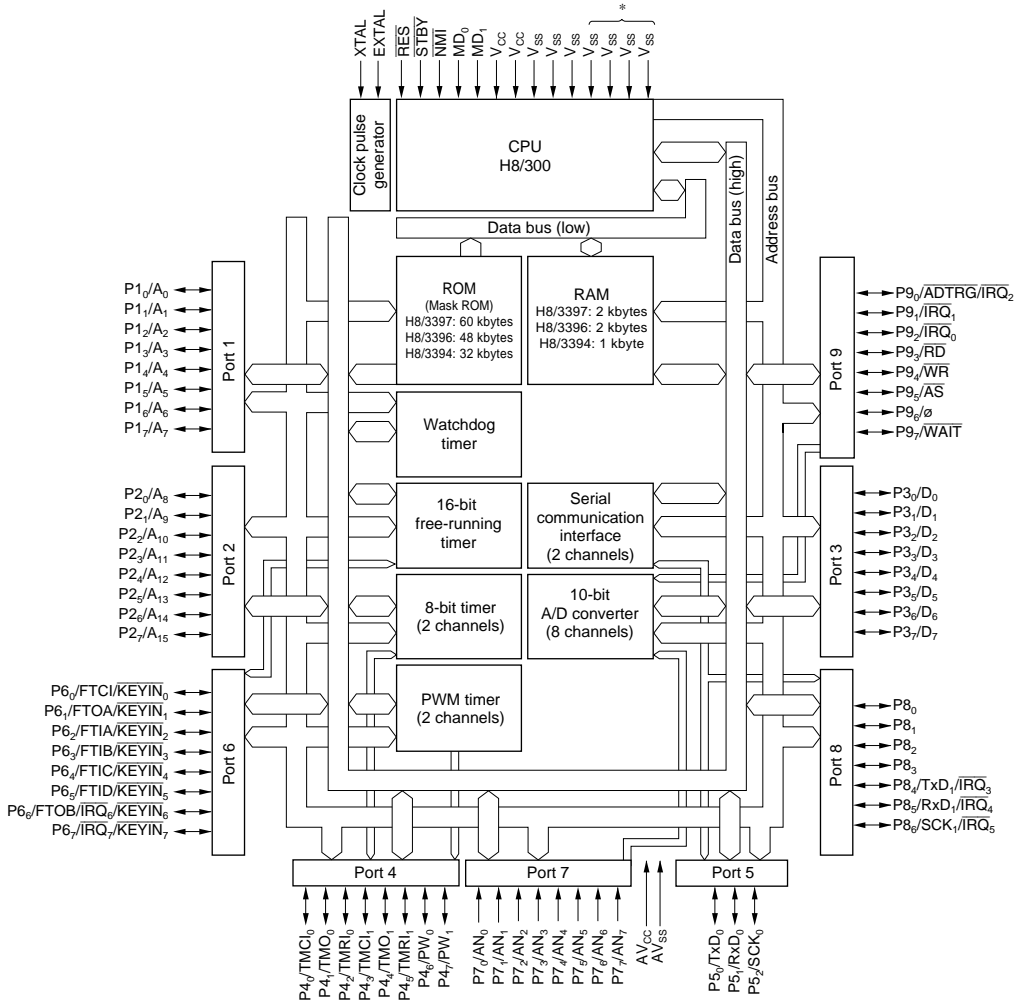 *
XTAL
EXTAL
RES
STBY
NMI
MD0
MD1
VCC
VCC
VSS
VSS
VSS
VSS
VSS
VSS
VSS
Clock pulse
generator
CPU
H8/300
Data bus (low)
Data bus (high)
Address bus
ROM
(Mask ROM)
H8/3397: 60 kbytes
H8/3396: 48 kbytes
H8/3394: 32 kbytes
RAM
H8/3397: 2 kbytes
H8/3396: 2 kbytes
H8/3394: 1 kbyte
Watchdog
timer
16-bit
free-running
timer
Serial
communication
interface
(2 channels)
8-bit timer
(2 channels)
10-bit
A/D converter
(8 channels)
PWM timer
(2 channels)
P10/A0
P11/A1
P12/A2
P13/A3
P14/A4
P15/A5
P16/A6
P17/A7
Port 1
P20/A8
P21/A9
P22/A10
P23/A11
P24/A12
P25/A13
P26/A14
P27/A15
Port 2
P60/FTCI/KEYIN0
P61/FTOA/KEYIN1
P62/FTIA/KEYIN2
P63/FTIB/KEYIN3
P64/FTIC/KEYIN4
P65/FTID/KEYIN5
P66/FTOB/IRQ6/KEYIN6
P67/IRQ7/KEYIN7
Port 6
Port 9
P90/ADTRG/IRQ2
P91/IRQ1
P92/IRQ0
P93/RD
P94/WR
P95/AS
P96/ø
P97/WAIT
Port 3
P30/D0
P31/D1
P32/D2
P33/D3
P34/D4
P35/D5
P36/D6
P37/D7
Port 8
P80
P81
P82
P83
P84/TxD1/IRQ3
P85/RxD1/IRQ4
P86/SCK1/IRQ5
Port 4
P40/TMCI0
P41/TMO0
P42/TMRI0
P43/TMCI1
P44/TMO1
P45/TMRI1
P46/PW0
P47/PW1
Port 7
P70/AN0
P71/AN1
P72/AN2
P73/AN3
P74/AN4
P75/AN5
P76/AN6
P77/AN7
AVCC
AVSS
Port 5
P50/TxD0
P51/RxD0
P52/SCK0